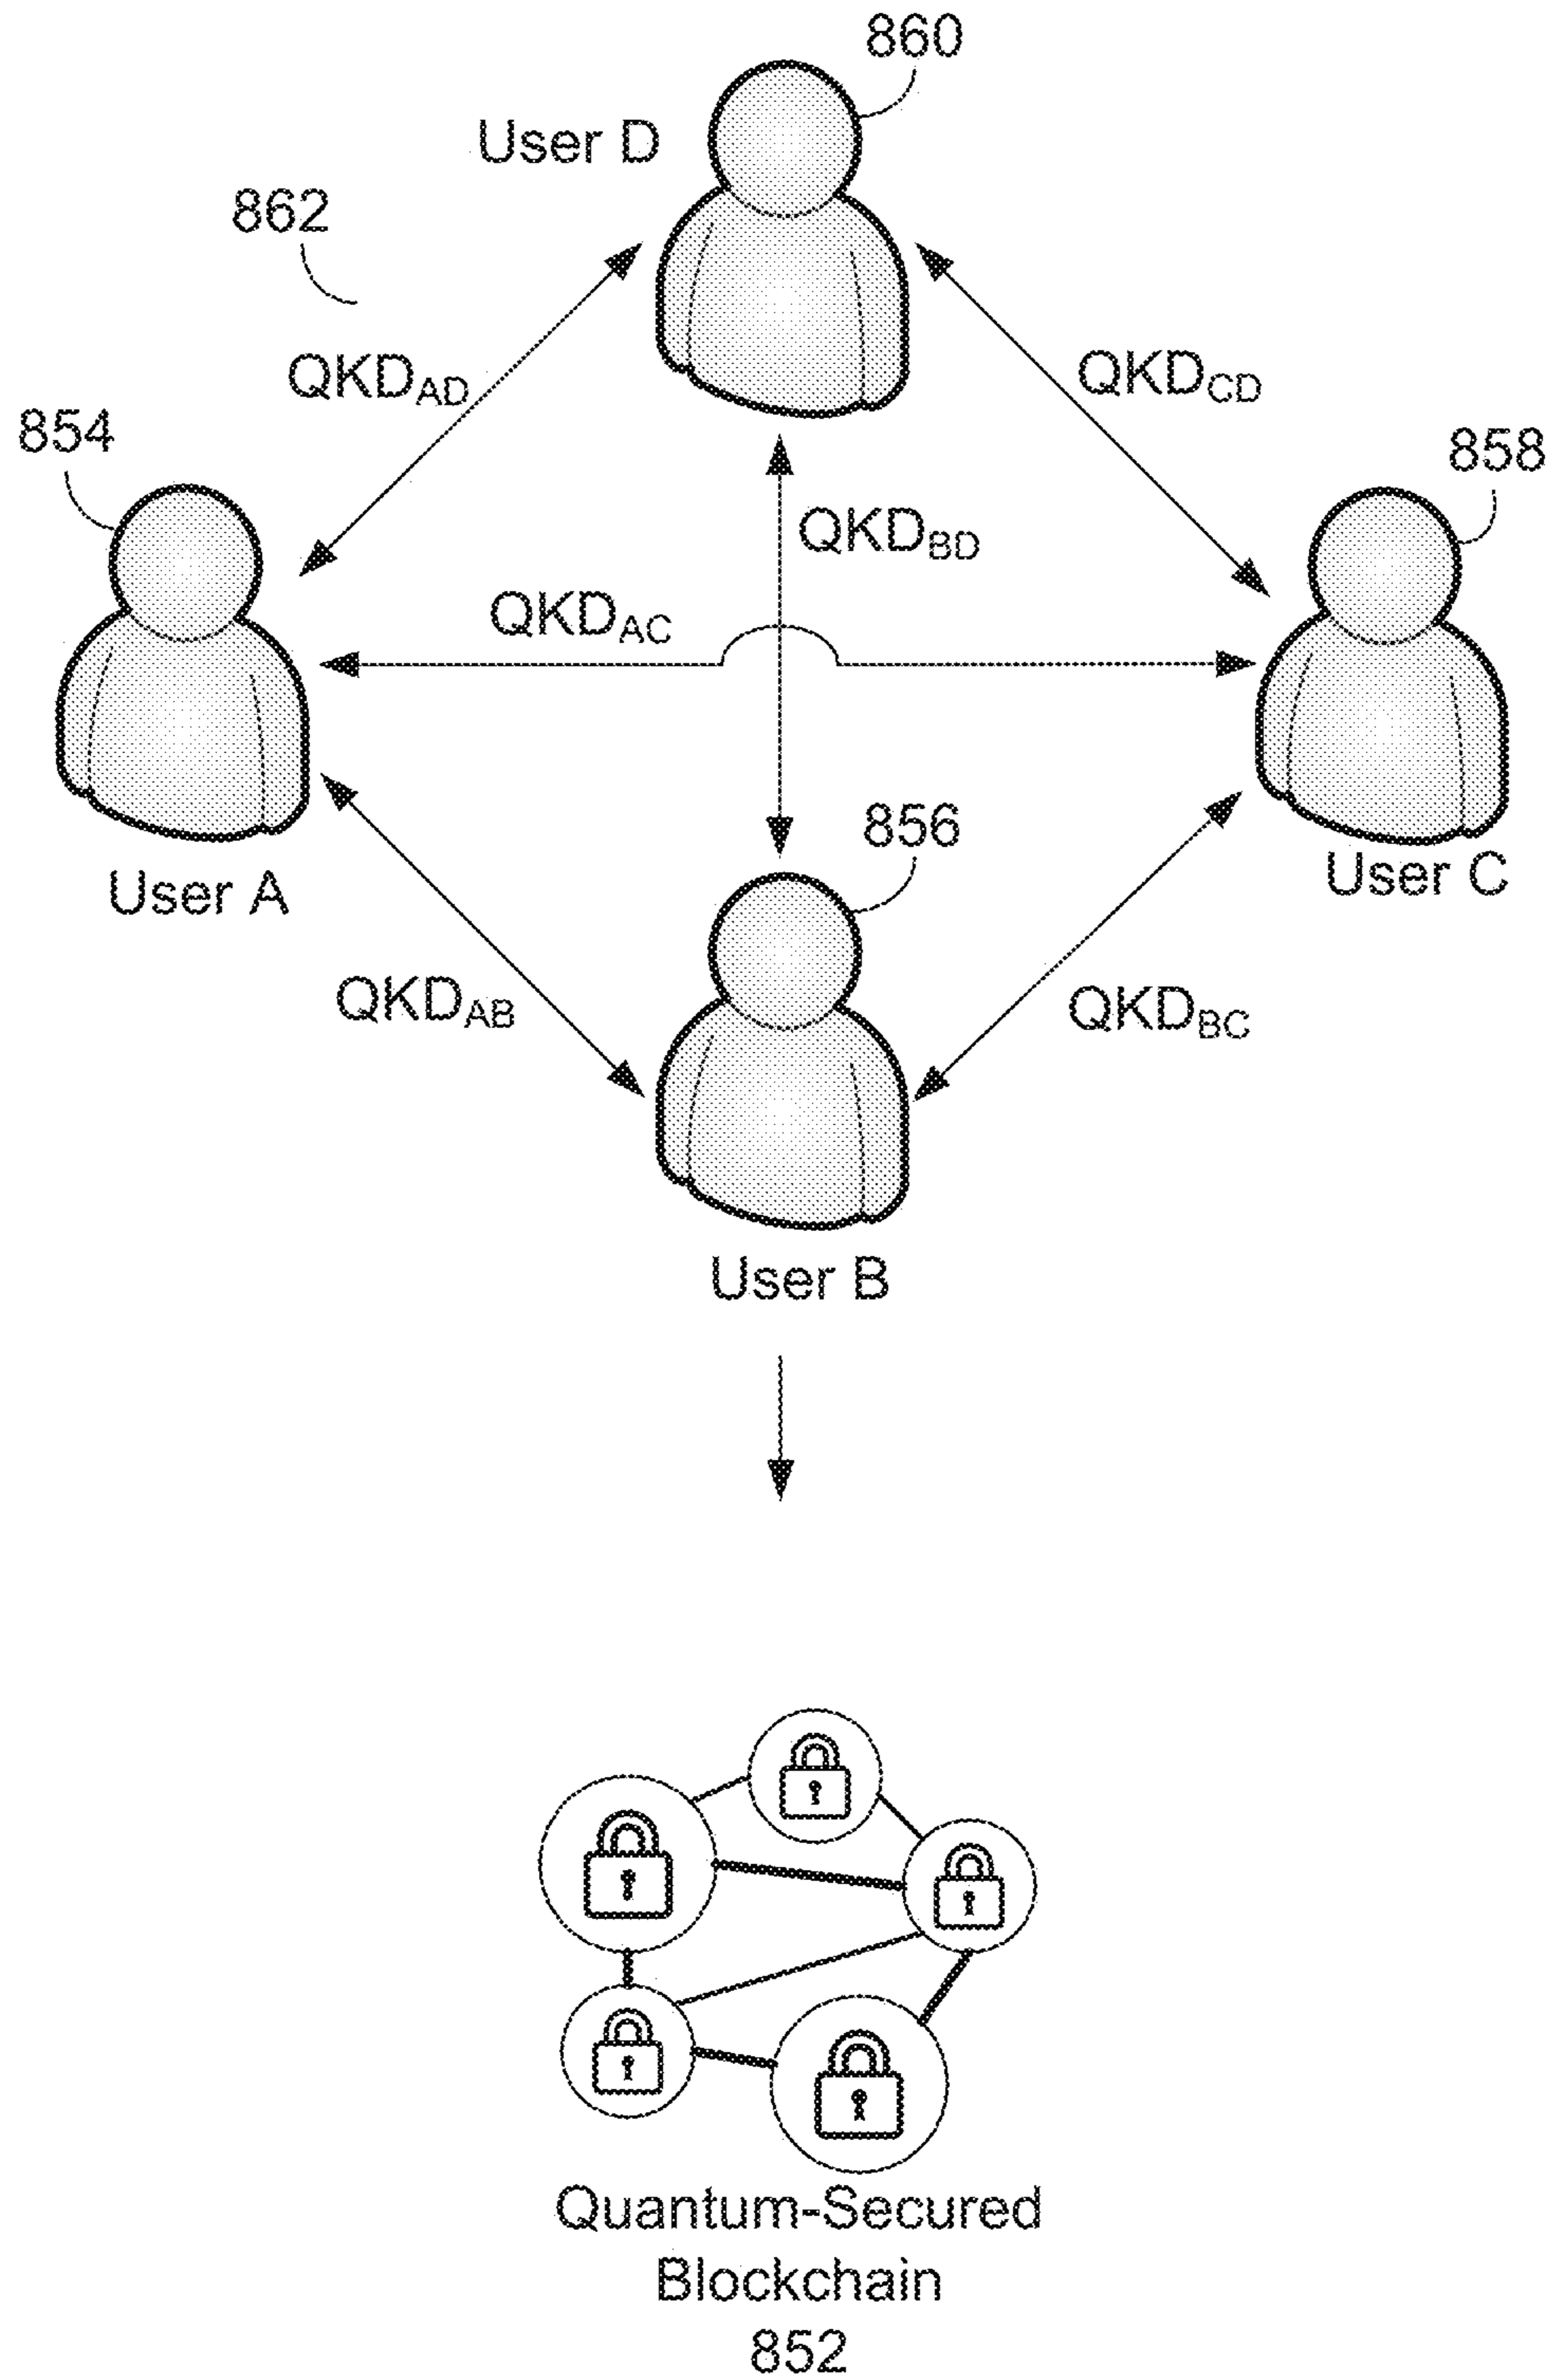 860
User D
862
QKDAD
QKDCD
854
858
QKDBD
QKDAC
856
User A
User C
QKDAB
QKDBC
User B
Quantum-Secured
Blockchain
852